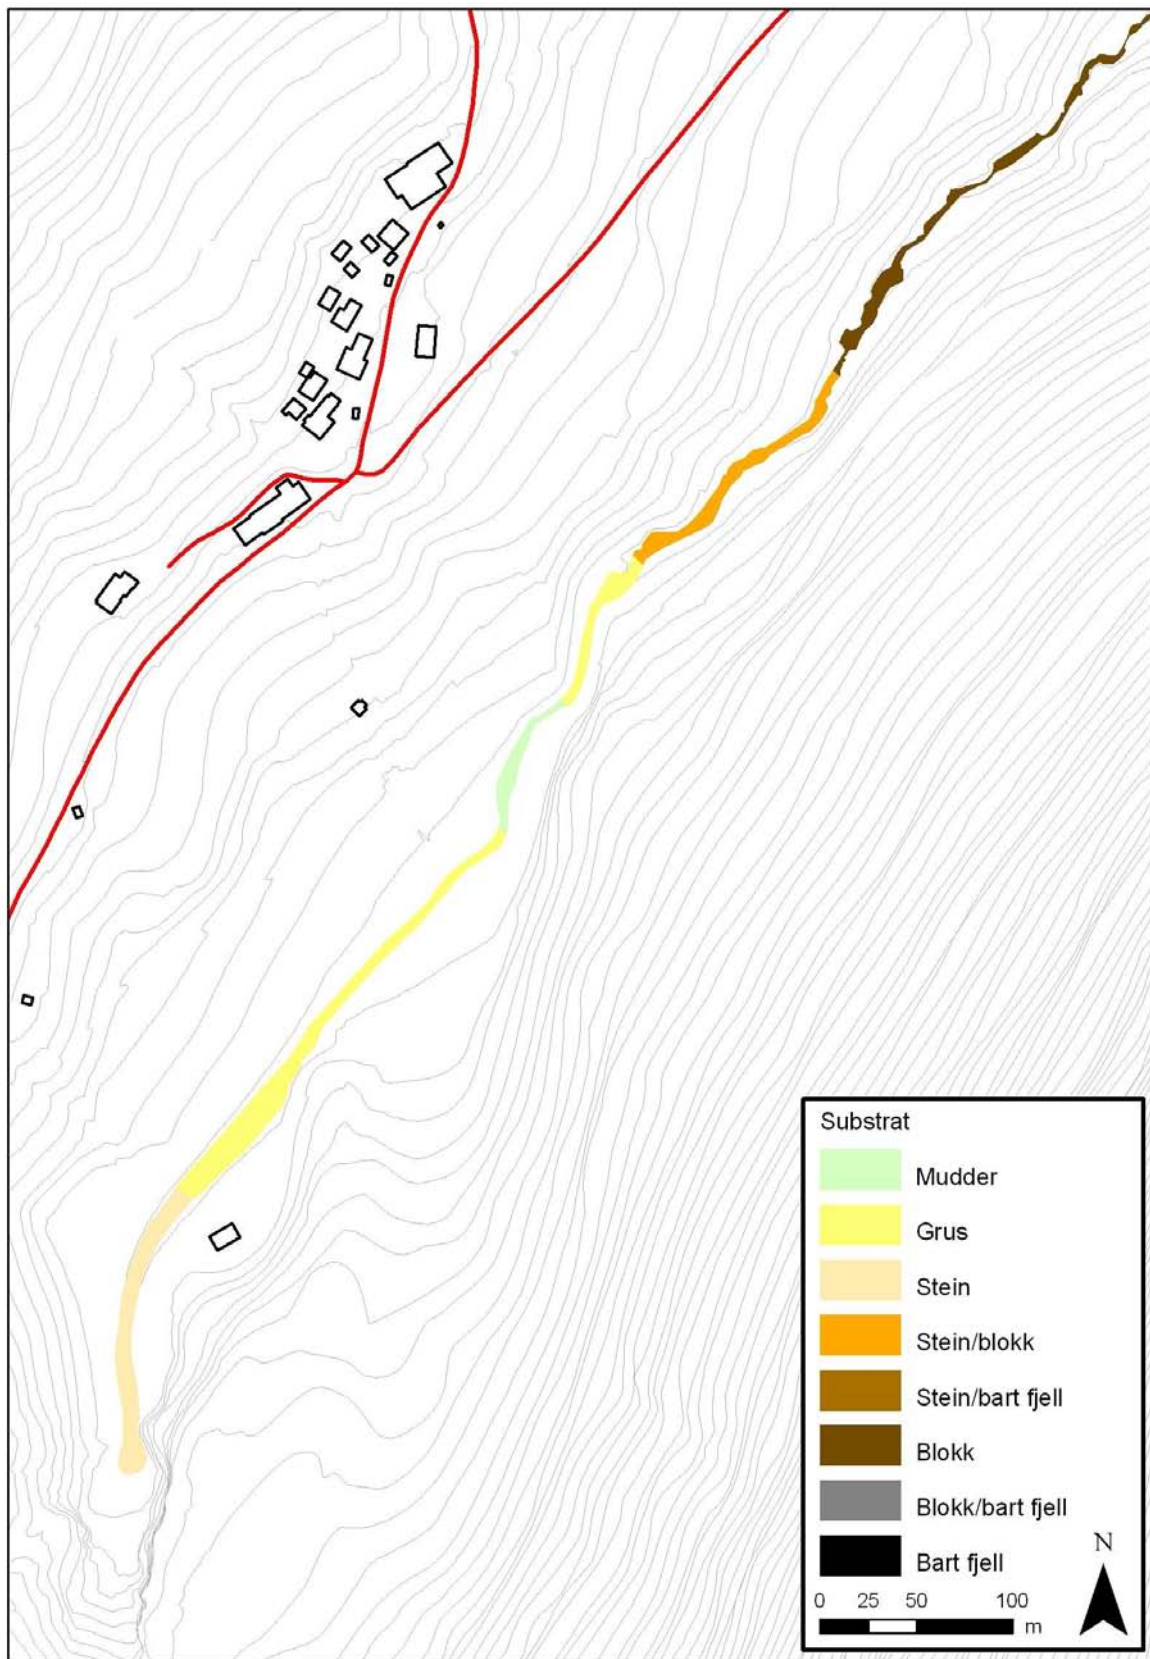 Substrat
Mudder
Grus
Stein
Stein/blokk
Stein/bart fjell
Blokk
Blokk/bart fjell
Bart fjell
N
0 25 50 100
m